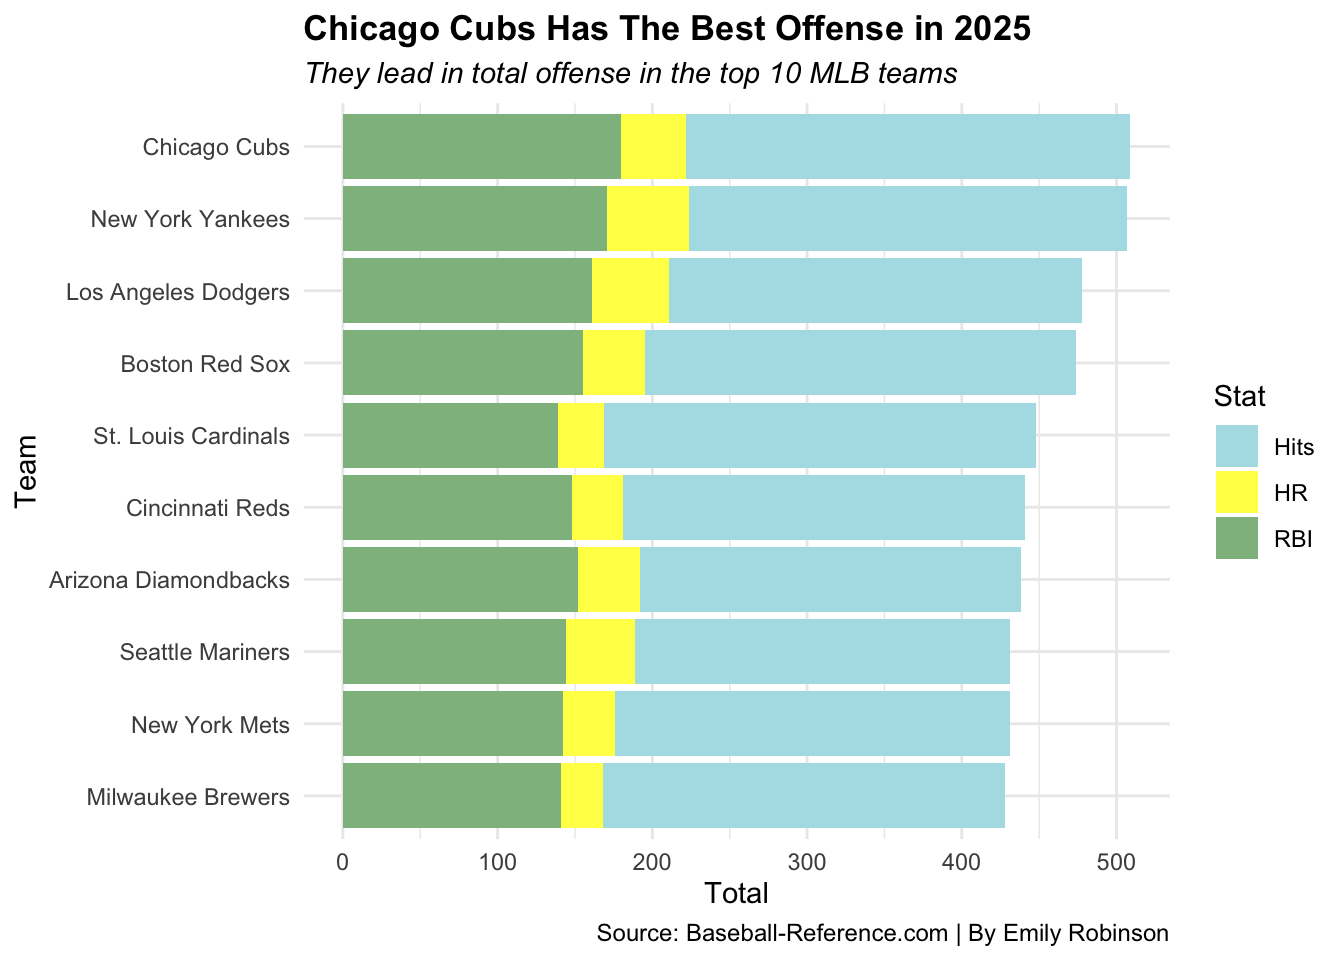 Chicago Cubs Has The Best Offense in 2025
They lead in total offense in the top 10 MLB teams
Chicago Cubs
New York Yankees
Los Angeles Dodgers
Boston Red Sox
St. Louis Cardinals
Cincinnati Reds
Arizona Diamondbacks
Seattle Mariners
New York Mets
Milwaukee Brewers
Team
0 100 200 300 400 500
Total
Stat
Hits
HR
RBI
Source: Baseball-Reference.com | By Emily Robinson